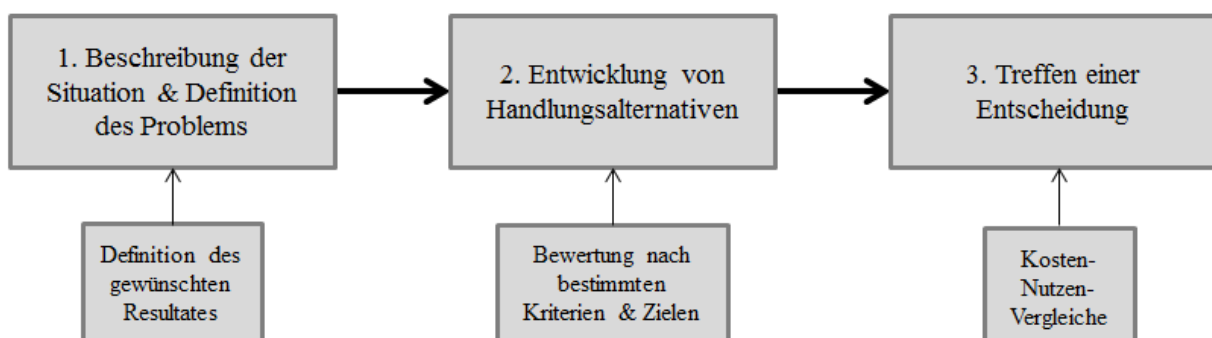 1. Beschreibung der
Situation & Definition
des Problems
2. Entwicklung von
Handlungsalternativen
3. Treffen einer
Entscheidung
Definition des
gewünschten
Resultates
Bewertung nach
bestimmten
Kriterien & Zielen
Kosten-
Nutzen-
Vergleiche